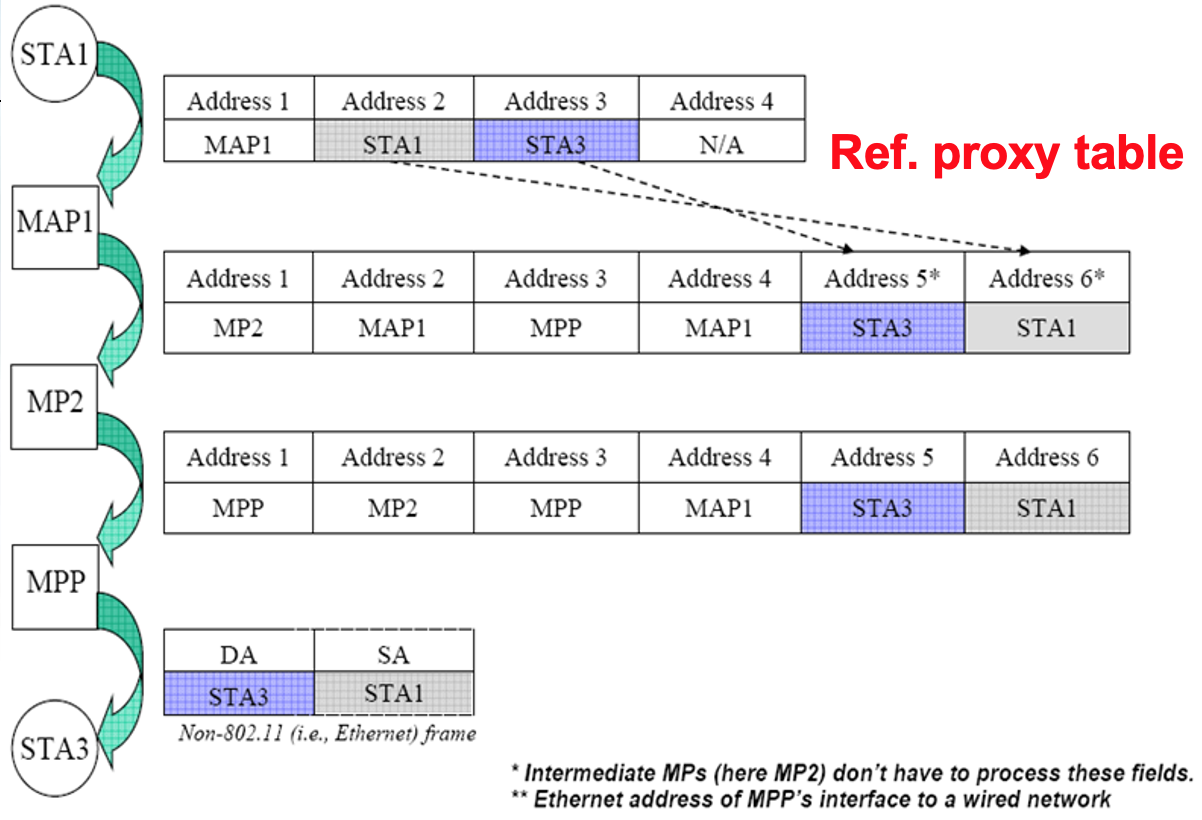 STA1
Address 1 Address 2 Address 3 Address 4
MAP1 STA1 STA3 N/A
Ref. proxy table
MAP1
Address 1 Address 2 Address 3 Address 4 Address 5* Address 6*
MP2 MAP1 MPP MAP1 STA3 STA1
MP2
Address 1 Address 2 Address 3 Address 4 Address 5 Address 6
MPP MP2 MPP MAP1 STA3 STA1
MPP
DA SA
STA3 STA1
Non-802.11 (i.e., Ethernet) frame
STA3
* Intermediate MPs (here MP2) don't have to process these fields.
** Ethernet address of MPP's interface to a wired network